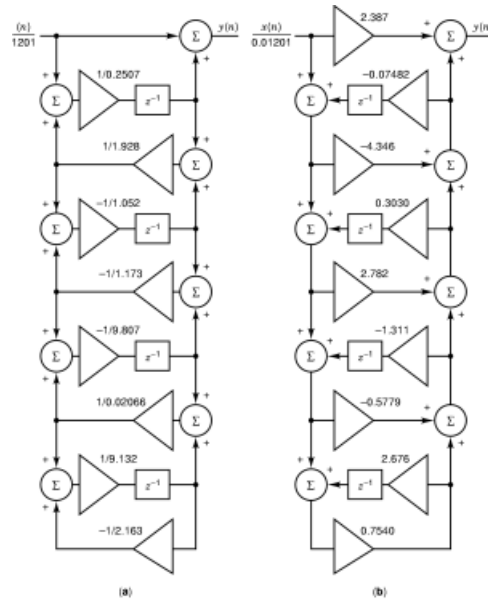 (n)
1201
Σ
y(n)
+
+
+
Σ
1/0.2507
z⁻¹
+
+
1/1.928
Σ
+
+
Σ
-1/1.052
z⁻¹
+
+
-1/1.173
Σ
+
+
Σ
-1/9.807
z⁻¹
+
+
1/0.02066
Σ
+
+
Σ
1/9.132
z⁻¹
+
-1/2.163
(a)
x(n)
0.01201
2.387
+
Σ
y(n)
+
+
Σ
+
z⁻¹
-0.07482
-4.346
+
Σ
+
+
Σ
+
z⁻¹
0.3030
2.782
+
Σ
+
+
Σ
+
z⁻¹
-1.311
-0.5779
+
Σ
+
+
Σ
+
z⁻¹
2.676
0.7540
(b)